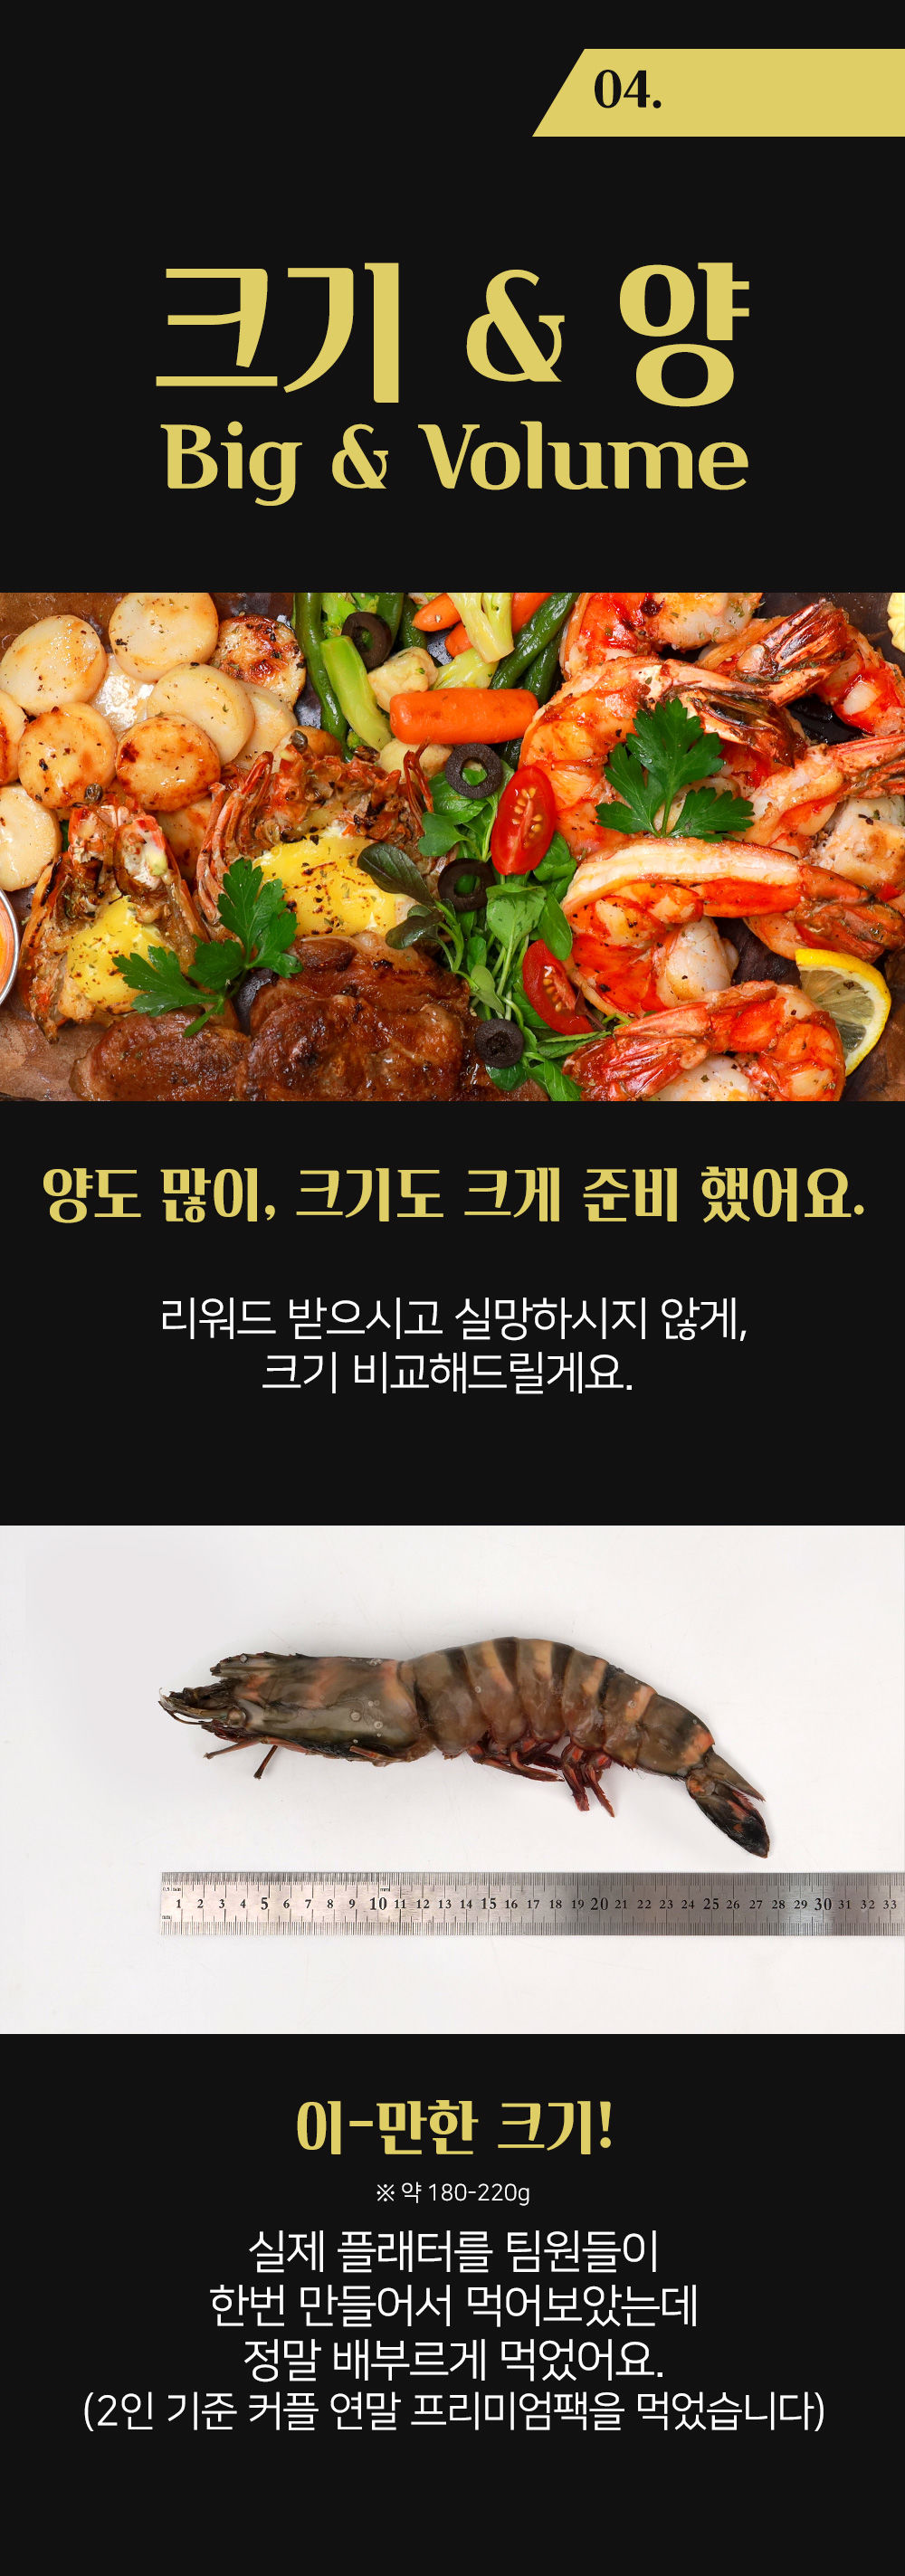 04.
크기 & 양
Big & Volume
양도 많이, 크기도 크게 준비 했어요.
리워드 받으시고 실망하시지 않게,
크기 비교해드릴게요.
1 2 3 4 5 6 7 8 9 10 11 12 13 14 15 16 17 18 19 20 21 22 23 24 25 26 27 28 29 30 31 32 33
이-만한 크기!
※ 약 180-220g
실제 플래터를 팀원들이
한번 만들어서 먹어보았는데
정말 배부르게 먹었어요.
(2인 기준 커플 연말 프리미엄팩을 먹었습니다)